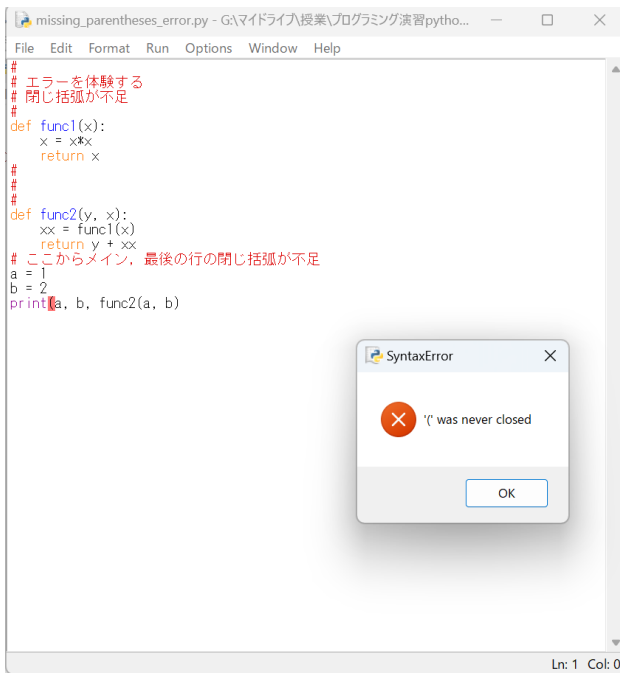 missing_parentheses_error.py - G:\マイドライブ\授業\プログラミング演習pytho...
File Edit Format Run Options Window Help
#
# エラーを体験する
# 閉じ括弧が不足
#
def func1(x):
    x = x*x
    return x
#
#
#
def func2(y, x):
    xx = func1(x)
    return y + xx
# ここからメイン，最後の行の閉じ括弧が不足
a = 1
b = 2
print(a, b, func2(a, b)
SyntaxError
'(' was never closed
OK
Ln: 1 Col: 0